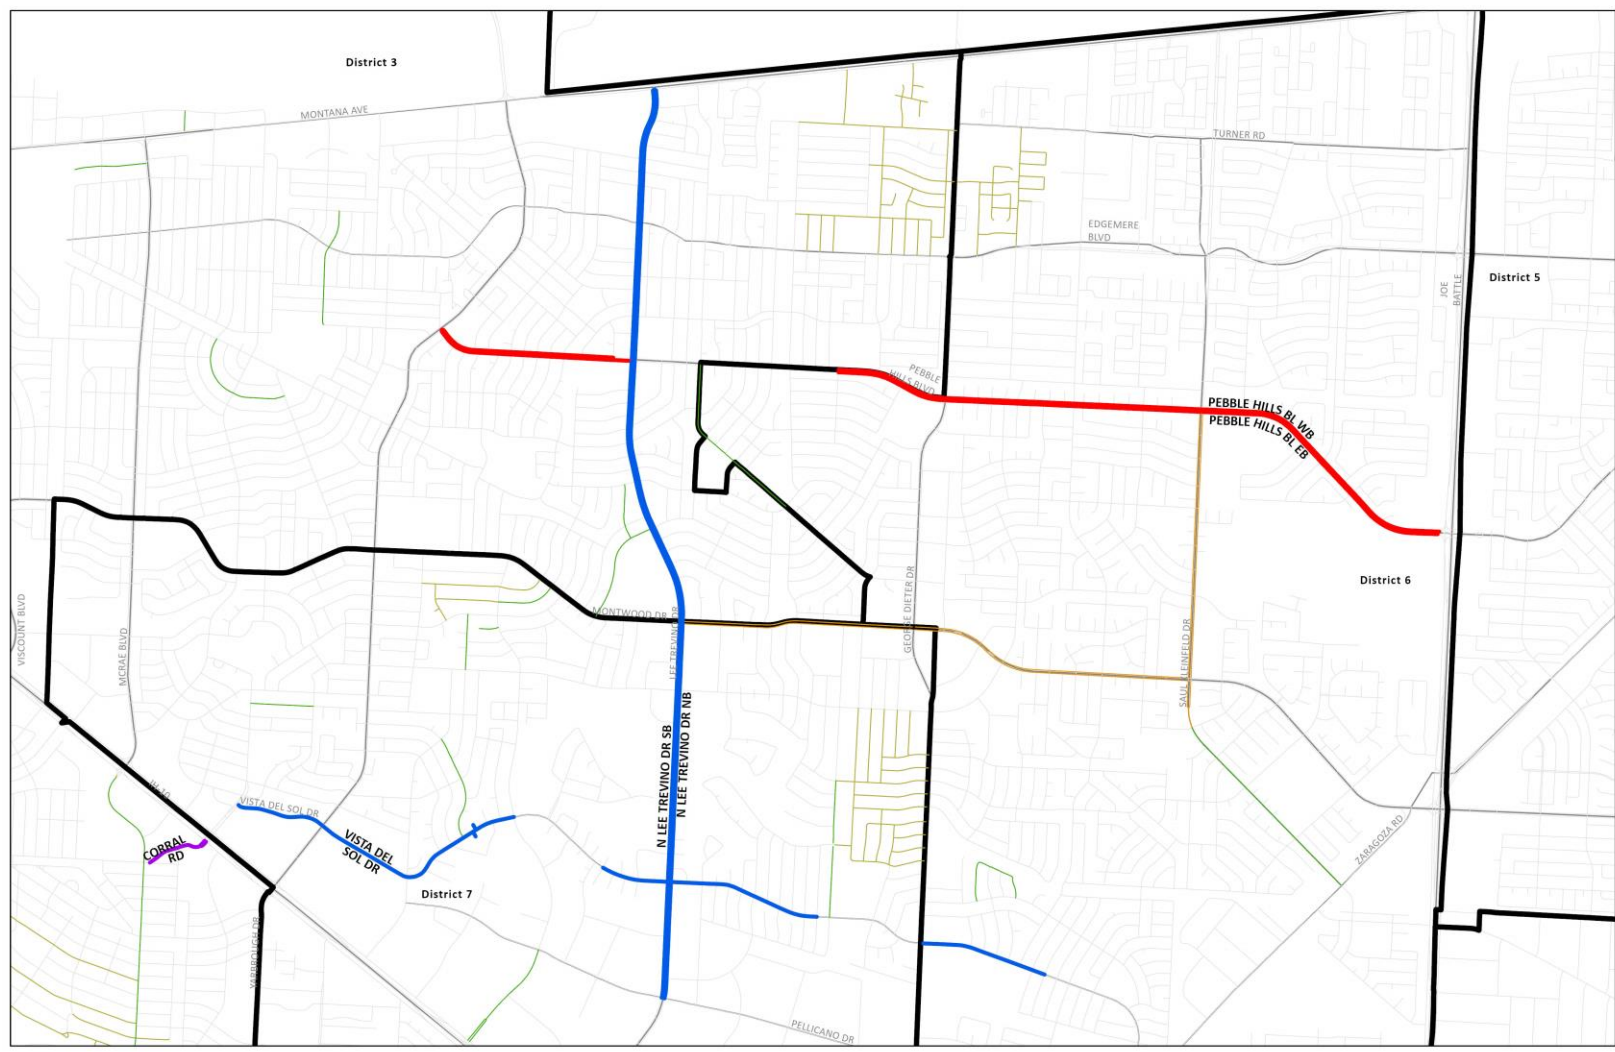 District 3
MONTANA AVE
TURNER RD
EDGEMERE
BLVD
District 5
JOE
BATTLE
PEBBLE
HILLS BLVD
PEBBLE HILLS BL WB
PEBBLE HILLS BL EB
District 6
VISCOUNT BLVD
MCRAE BLVD
MONTWOOD DR
LEE TREVINO DR
GEORGE DIETER DR
SAUL KLEINFELD DR
N LEE TREVINO DR SB
N LEE TREVINO DR NB
IH-10
VISTA DEL SOL DR
VISTA DEL
SOL DR
CORRAL
RD
District 7
ZARAGOZA RD
YARBROUGH DR
PELLICANO DR